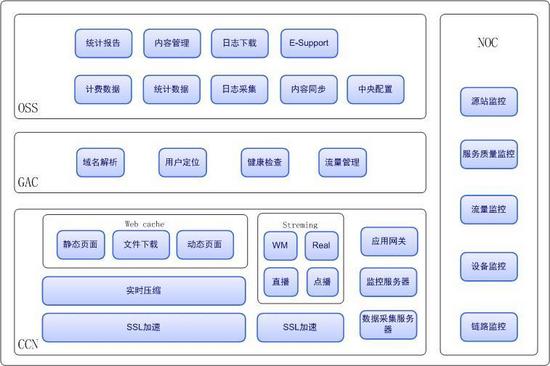 统计报告
内容管理
日志下载
E-Support
计费数据
统计数据
日志采集
内容同步
中央配置
OSS
域名解析
用户定位
健康检查
流量管理
GAC
Web cache
静态页面
文件下载
动态页面
实时压缩
SSL加速
Streming
WM
Real
直播
点播
SSL加速
应用网关
监控服务器
数据采集服务
器
CCN
NOC
源站监控
服务质量监控
流量监控
设备监控
链路监控